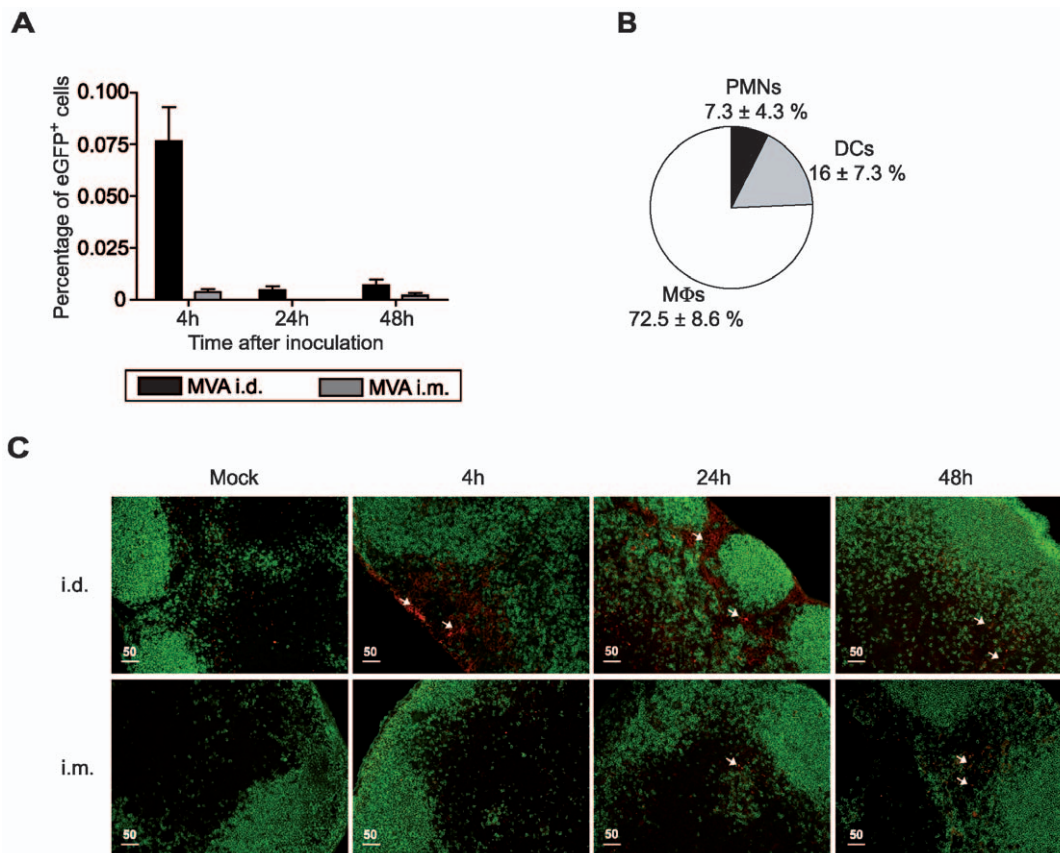 A
Percentage of eGFP⁺ cells
0.100
0.075
0.050
0.025
0
4h
24h
48h
Time after inoculation
MVA i.d.
MVA i.m.
B
PMNs
7.3 ± 4.3 %
DCs
16 ± 7.3 %
MΦs
72.5 ± 8.6 %
C
Mock
4h
24h
48h
i.d.
50
50
50
50
i.m.
50
50
50
50